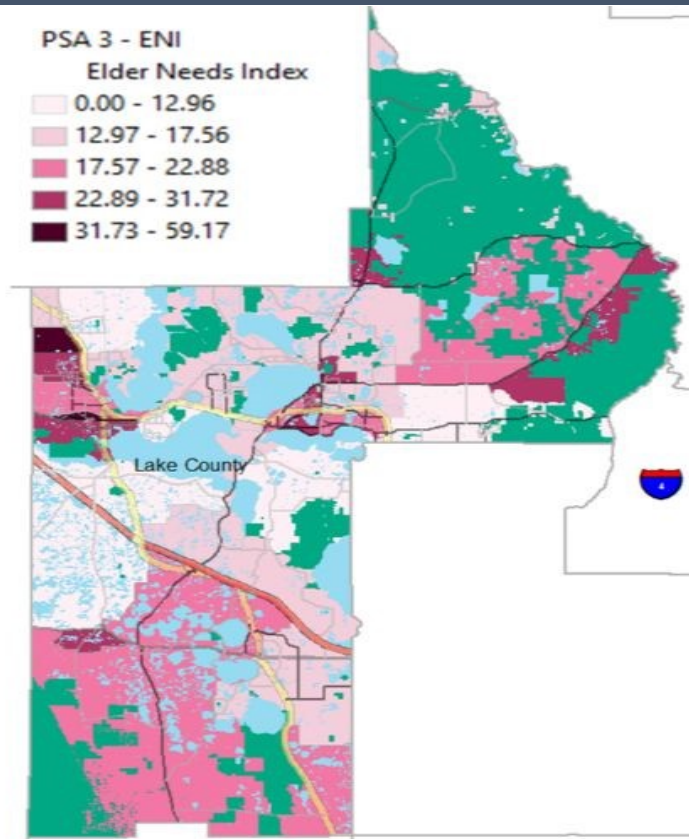 PSA 3 - ENI
Elder Needs Index
0.00 - 12.96
12.97 - 17.56
17.57 - 22.88
22.89 - 31.72
31.73 - 59.17
Lake County
4